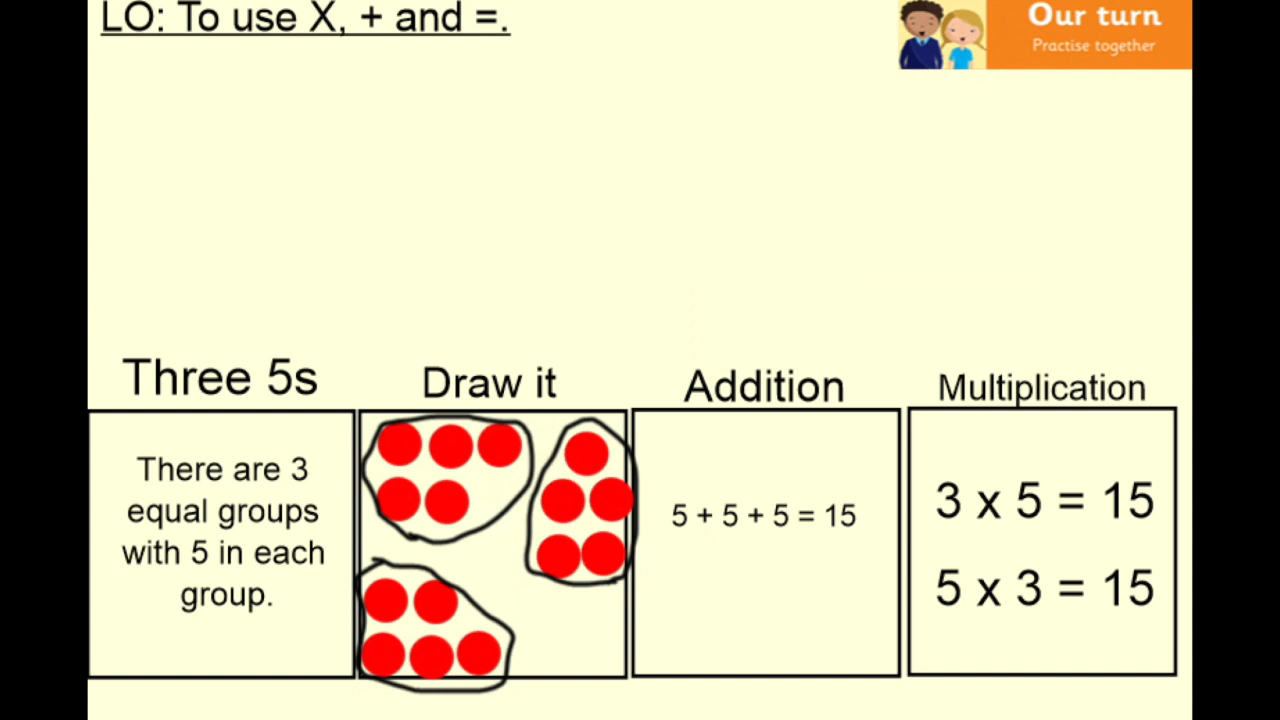 LO: To use X, + and =.
Our turn
Practise together
Three 5s
Draw it
Addition
Multiplication
There are 3
equal groups
with 5 in each
group.
5 + 5 + 5 = 15
3 x 5 = 15
5 x 3 = 15